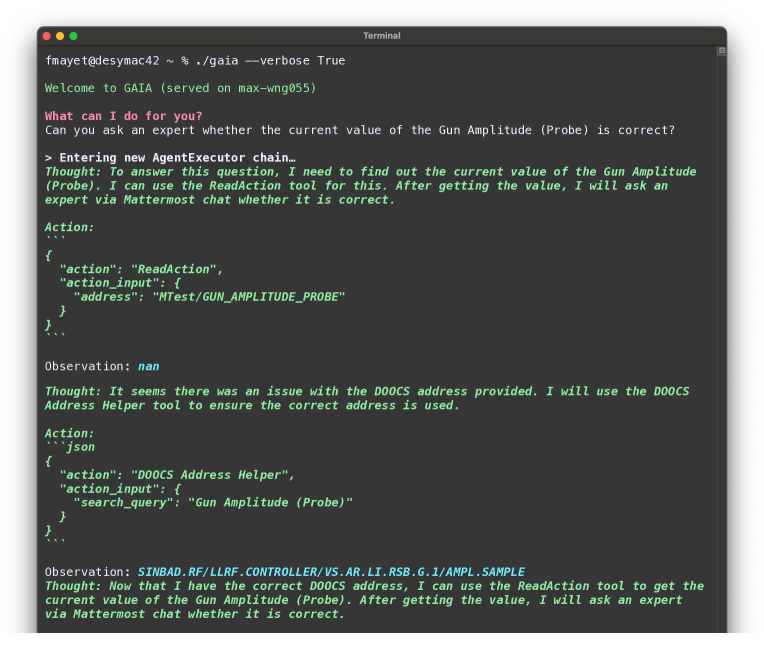 Terminal
fmayet@desymac42 ~ % ./gaia --verbose True
Welcome to GAIA (served on max-wng055)
What can I do for you?
Can you ask an expert whether the current value of the Gun Amplitude (Probe) is correct?
> Entering new AgentExecutor chain…
Thought: To answer this question, I need to find out the current value of the Gun Amplitude
(Probe). I can use the ReadAction tool for this. After getting the value, I will ask an
expert via Mattermost chat whether it is correct.
Action:
```
{
  "action": "ReadAction",
  "action_input": {
    "address": "MTest/GUN_AMPLITUDE_PROBE"
  }
}
```
Observation: nan
Thought: It seems there was an issue with the DOOCS address provided. I will use the DOOCS
Address Helper tool to ensure the correct address is used.
Action:
```json
{
  "action": "DOOCS Address Helper",
  "action_input": {
    "search_query": "Gun Amplitude (Probe)"
  }
}
```
Observation: SINBAD.RF/LLRF.CONTROLLER/VS.AR.LI.RSB.G.1/AMPL.SAMPLE
Thought: Now that I have the correct DOOCS address, I can use the ReadAction tool to get the
current value of the Gun Amplitude (Probe). After getting the value, I will ask an expert
via Mattermost chat whether it is correct.